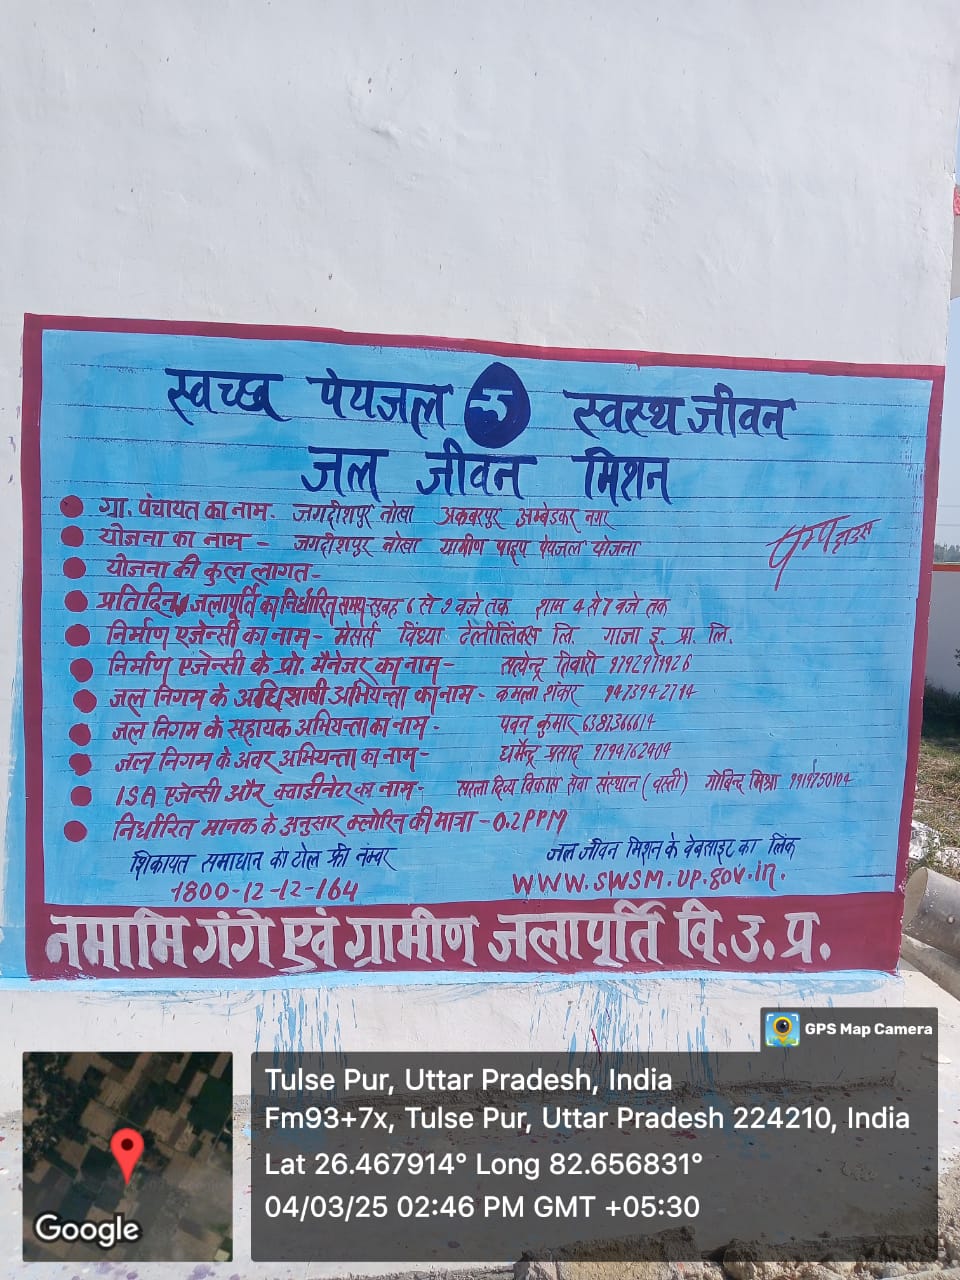 स्वच्छ पेयजल स्वस्थ जीवन
जल जीवन मिशन
ग्रा. पंचायत का नाम- जगदीशपुर नोखा अकबरपुर अम्बेडकर नगर
योजना का नाम - जगदीशपुर नोखा ग्रामीण पाइप पेयजल योजना
योजना की कुल लागत-
प्रतिदिन जलापूर्ति का निर्धारित समय-सुबह 6 से 9 बजे तक शाम 4 से 7 बजे तक
निर्माण एजेन्सी का नाम- मेसर्स विंध्या टेलीलिंक्स लि. गाजा इ. प्रा. लि.
निर्माण एजेन्सी के प्रो. मैनेजर का नाम- सत्येन्द्र तिवारी
जल निगम के अधिशाषी अभियन्ता का नाम- कमला शंकर 9473942714
जल निगम के सहायक अभियन्ता का नाम- पवन कुमार 6387366614
जल निगम के अवर अभियन्ता का नाम- धर्मेन्द्र प्रसाद 9794762404
ISA एजेन्सी और क्वाडीनेटर का नाम- सरला दिव्य विकास सेवा संस्थान (बस्ती) गोविन्द मिश्रा
निर्धारित मानक के अनुसार क्लोरिन की मात्रा-0.2PPM
शिकायत समाधान का टोल फ्री नम्बर
1800-12-12-164
जल जीवन मिशन के वेबसाइट का लिंक
www.swsm.up.gov.in.
नमामि गंगे एवं ग्रामीण जलापूर्ति वि.उ.प्र.
GPS Map Camera
Google
Tulse Pur, Uttar Pradesh, India
Fm93+7x, Tulse Pur, Uttar Pradesh 224210, India
Lat 26.467914° Long 82.656831°
04/03/25 02:46 PM GMT +05:30